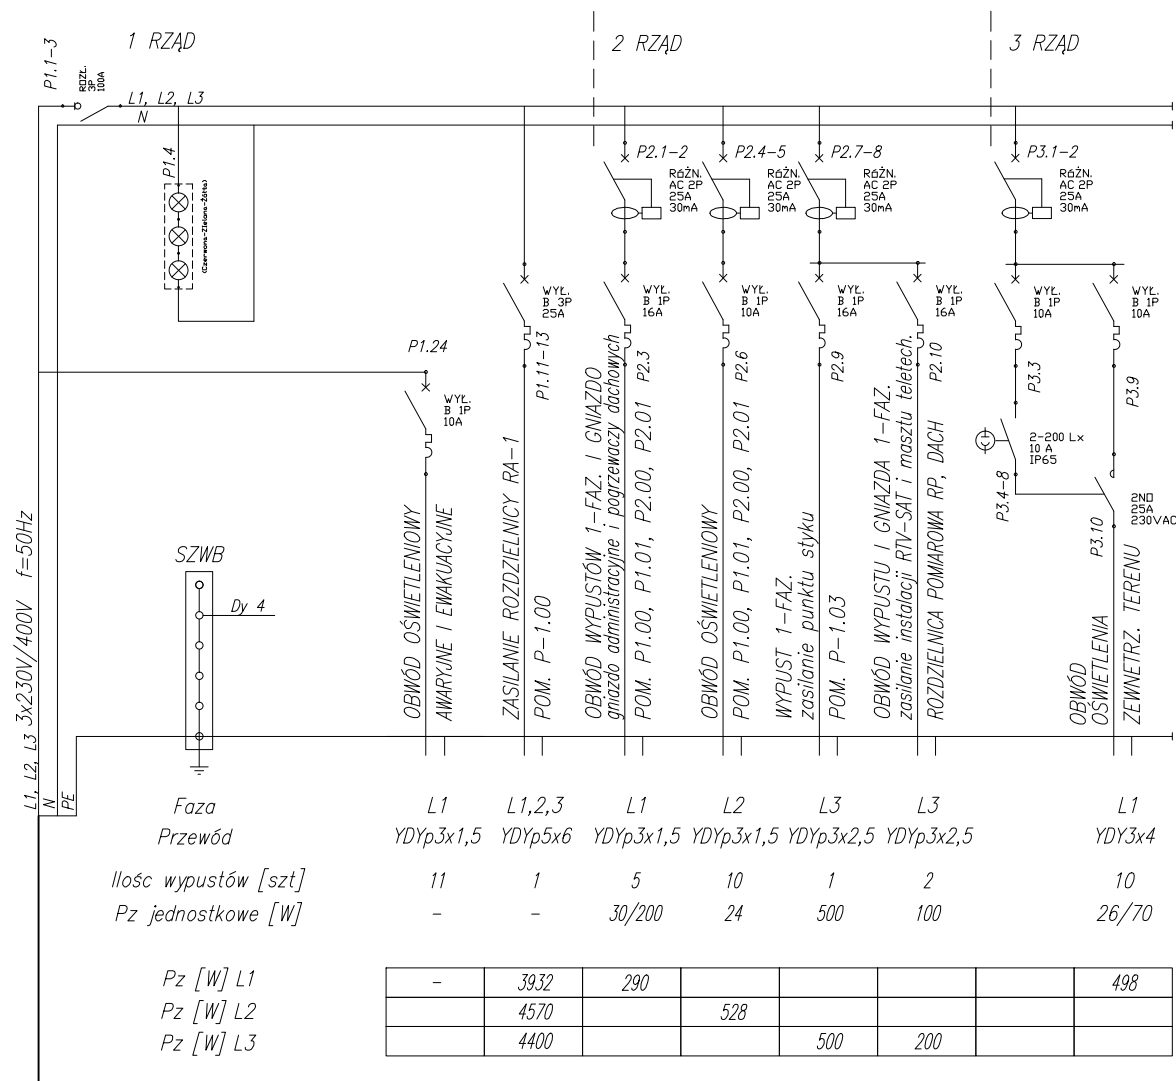 1 RZĄD
2 RZĄD
3 RZĄD
P1.1-3
ROZŁ.
3P
100A
L1, L2, L3
N
P1.4
(Czerwona-Zielona-Żółta)
P2.1-2
RÓŻN.
AC 2P
25A
30mA
P2.4-5
RÓŻN.
AC 2P
25A
30mA
P2.7-8
RÓŻN.
AC 2P
25A
30mA
P3.1-2
RÓŻN.
AC 2P
25A
30mA
WYŁ.
B 3P
25A
P1.11-13
WYŁ.
B 1P
16A
P2.3
WYŁ.
B 1P
10A
P2.6
WYŁ.
B 1P
16A
P2.9
WYŁ.
B 1P
16A
P2.10
WYŁ.
B 1P
10A
P3.3
WYŁ.
B 1P
10A
P3.9
P1.24
WYŁ.
B 1P
10A
2-200 Lx
10 A
IP65
P3.4-8
2NO
25A
230VAC
P3.10
L1, L2, L3 3x230V/400V f=50Hz
N
PE
SZWB
Dy 4
OBWÓD OŚWIETLENIOWY
AWARYJNE I EWAKUACYJNE
ZASILANIE ROZDZIELNICY RA-1
POM. P-1.00
OBWÓD WYPUSTÓW 1-FAZ. I GNIAZDO
gniazdo administracyjne i pogrzewaczy dachowych
POM. P1.00, P1.01, P2.00, P2.01
OBWÓD OŚWIETLENIOWY
POM. P1.00, P1.01, P2.00, P2.01
WYPUST 1-FAZ.
zasilanie punktu styku
POM. P-1.03
OBWÓD WYPUSTU I GNIAZDA 1-FAZ.
zasilanie instalacji RTV-SAT i masztu teletech.
ROZDZIELNICA POMIAROWA RP, DACH
OBWÓD
OŚWIETLENIA
ZEWNETRZ. TERENU
Faza L1 L1,2,3 L1 L2 L3 L3 L1
Przewód YDYp3x1,5 YDYp5x6 YDYp3x1,5 YDYp3x1,5 YDYp3x2,5 YDYp3x2,5 YDY3x4
Ilośc wypustów [szt] 11 1 5 10 1 2 10
Pz jednostkowe [W] - - 30/200 24 500 100 26/70
Pz [W] L1 - 3932 290 498
Pz [W] L2 4570 528
Pz [W] L3 4400 500 200